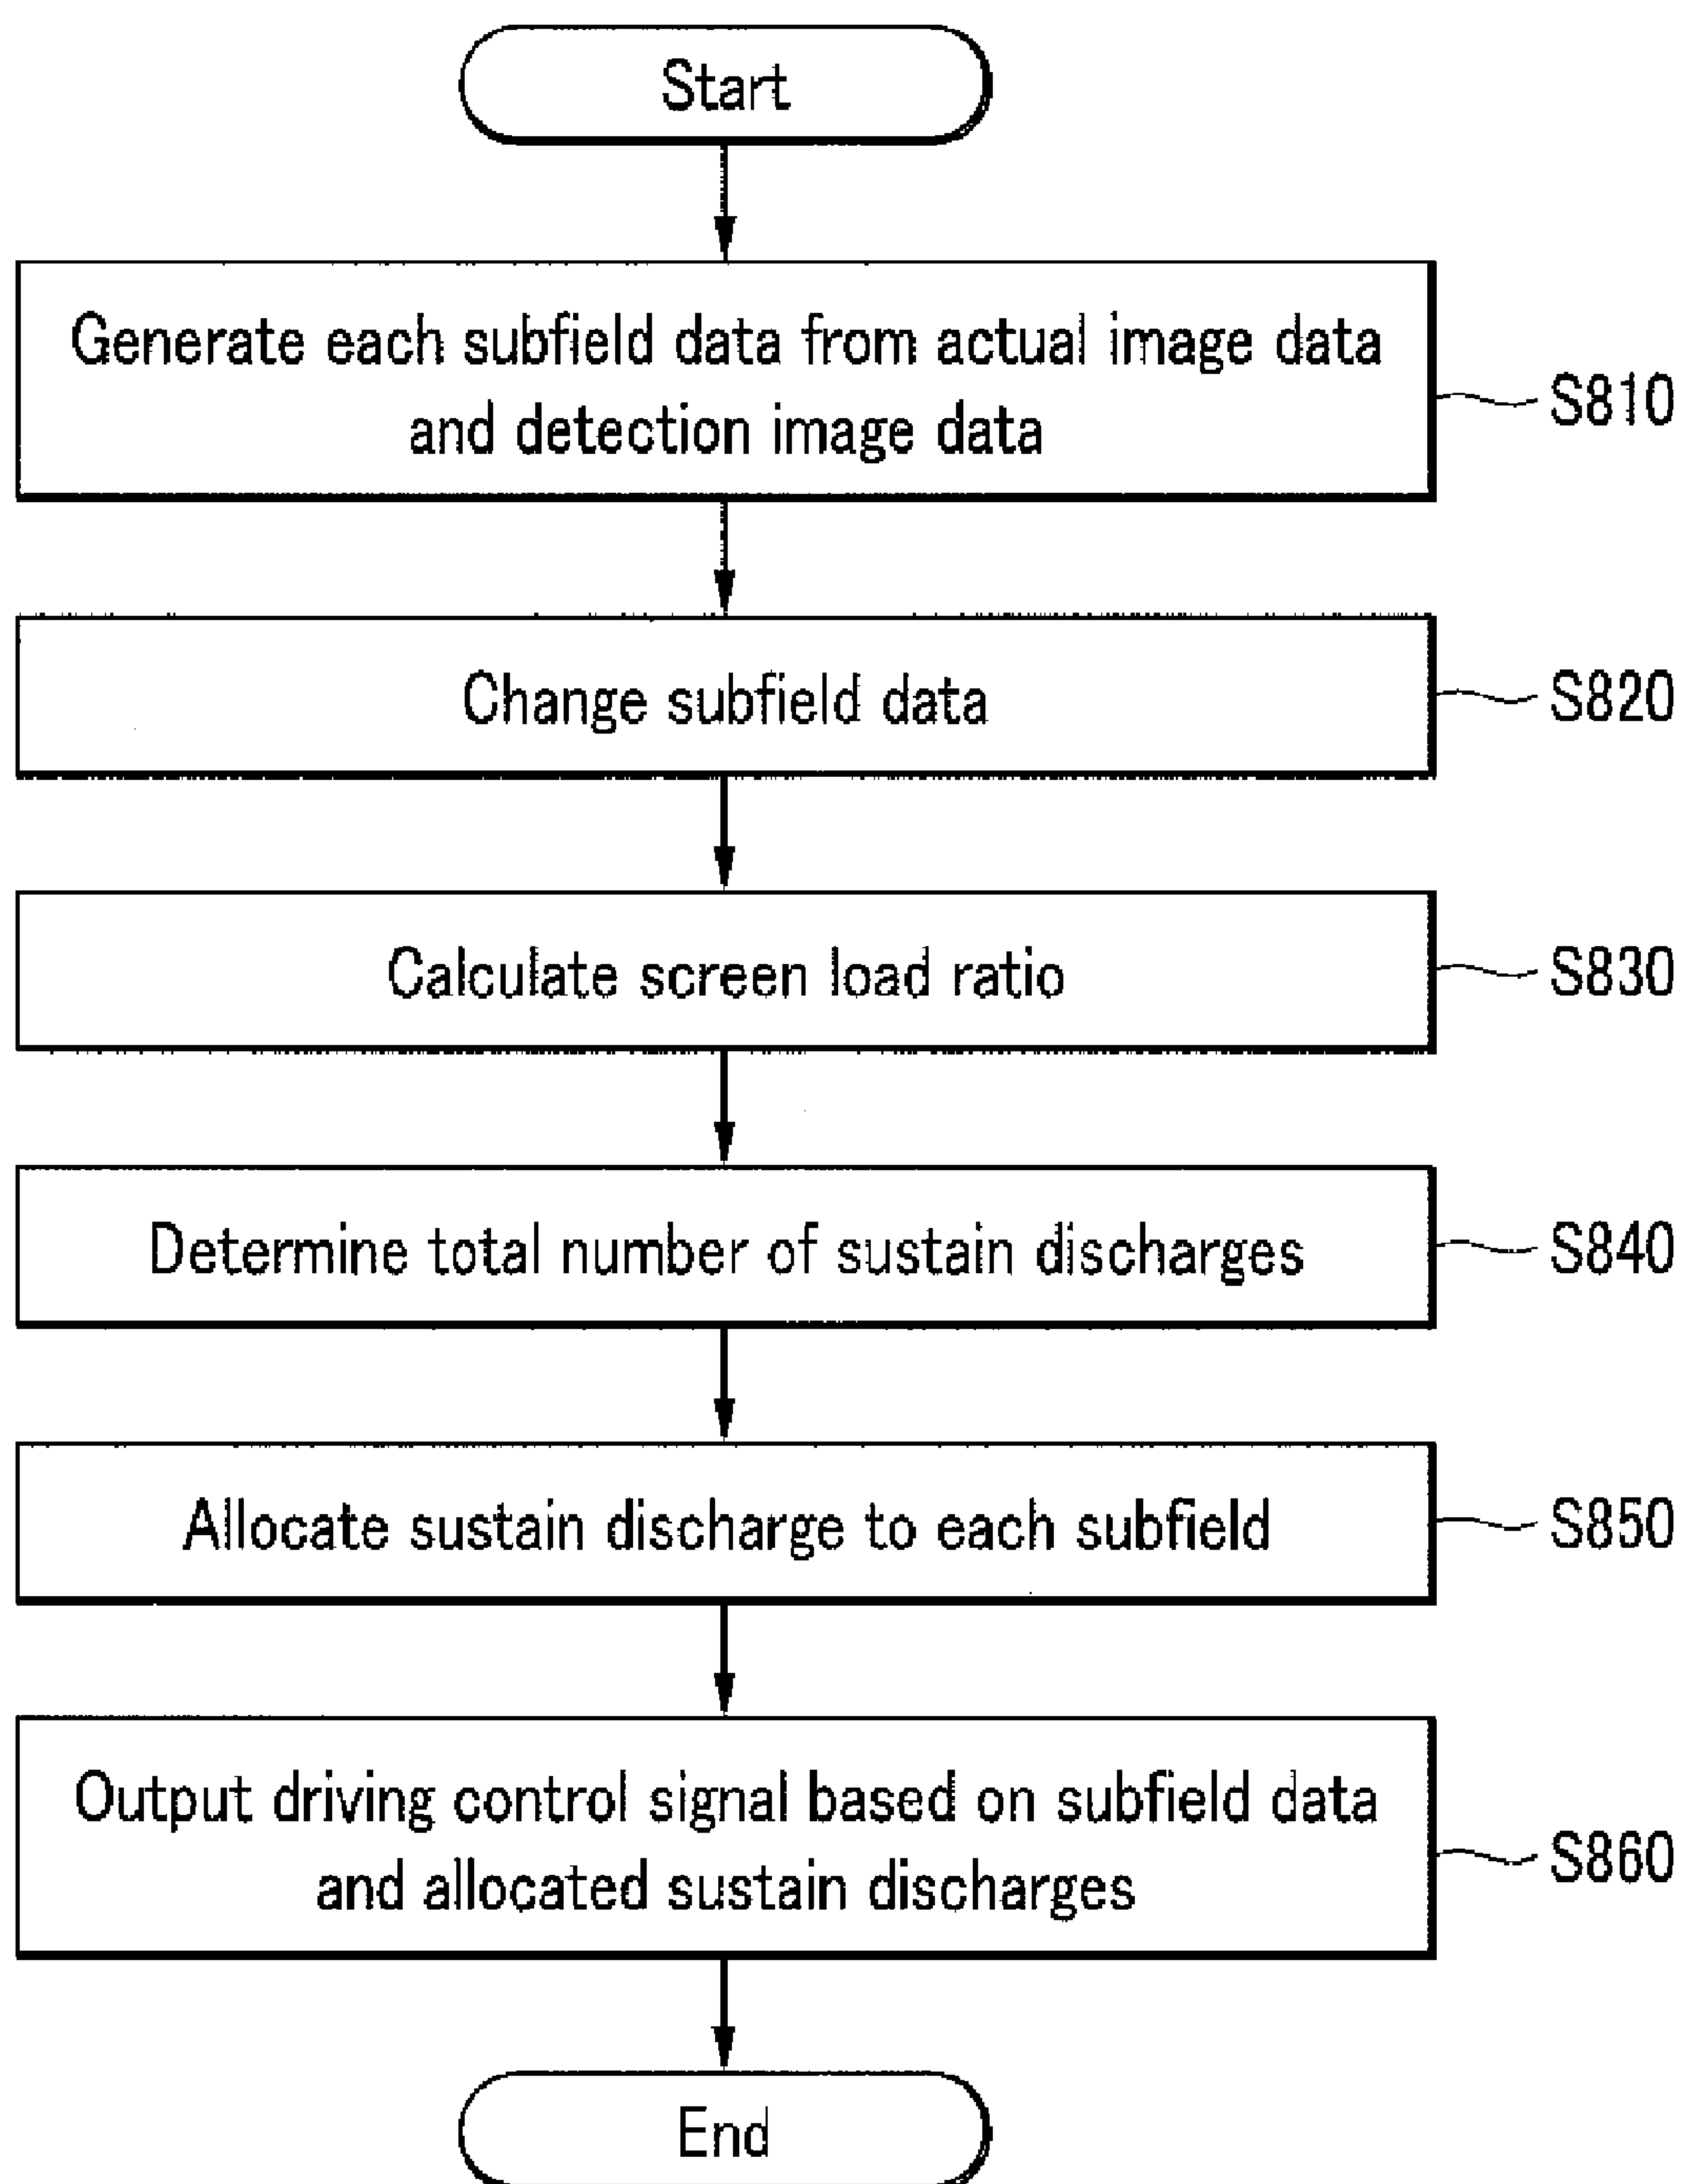 Start
Generate each subfield data from actual image data
and detection image data
S810
Change subfield data
S820
Calculate screen load ratio
S830
Determine total number of sustain discharges
S840
Allocate sustain discharge to each subfield
S850
Output driving control signal based on subfield data
and allocated sustain discharges
S860
End